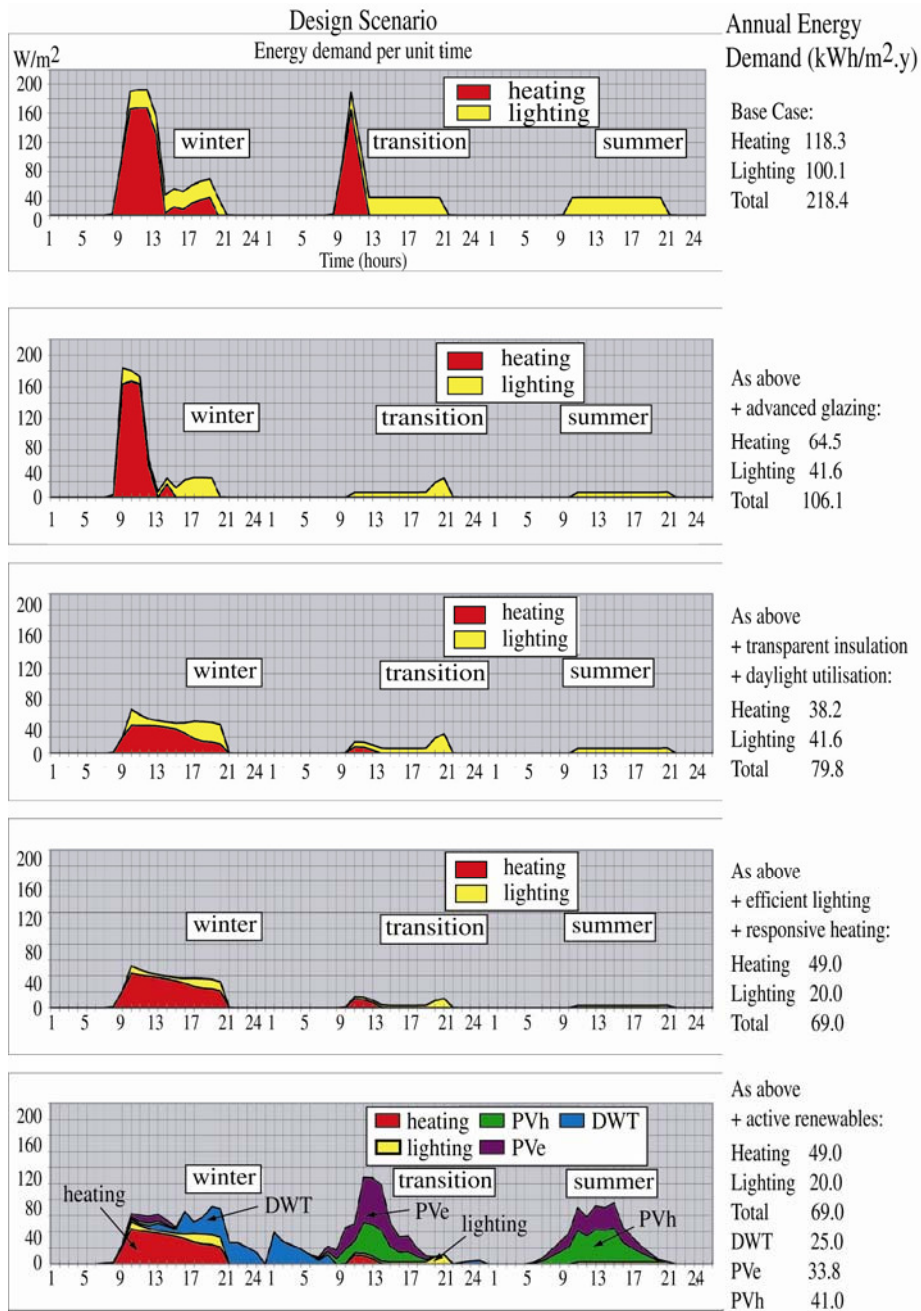 Design Scenario
Annual Energy
Demand (kWh/m².y)
W/m²
Energy demand per unit time
200
160
120
80
40
0
heating
lighting
winter
transition
summer
1 5 9 13 17 21 24 1 5 9 13 17 21 24 1 5 9 13 17 21 24
Time (hours)
Base Case:
Heating 118.3
Lighting 100.1
Total 218.4
200
160
120
80
40
0
heating
lighting
winter
transition
summer
1 5 9 13 17 21 24 1 5 9 13 17 21 24 1 5 9 13 17 21 24
As above
+ advanced glazing:
Heating 64.5
Lighting 41.6
Total 106.1
200
160
120
80
40
0
heating
lighting
winter
transition
summer
1 5 9 13 17 21 24 1 5 9 13 17 21 24 1 5 9 13 17 21 24
As above
+ transparent insulation
+ daylight utilisation:
Heating 38.2
Lighting 41.6
Total 79.8
200
160
120
80
40
0
heating
lighting
winter
transition
summer
1 5 9 13 17 21 24 1 5 9 13 17 21 24 1 5 9 13 17 21 24
As above
+ efficient lighting
+ responsive heating:
Heating 49.0
Lighting 20.0
Total 69.0
200
160
120
80
40
0
heating PVh DWT
lighting PVe
winter
transition
summer
heating
DWT
PVe
lighting
PVh
1 5 9 13 17 21 24 1 5 9 13 17 21 24 1 5 9 13 17 21 24
As above
+ active renewables:
Heating 49.0
Lighting 20.0
Total 69.0
DWT 25.0
PVe 33.8
PVh 41.0